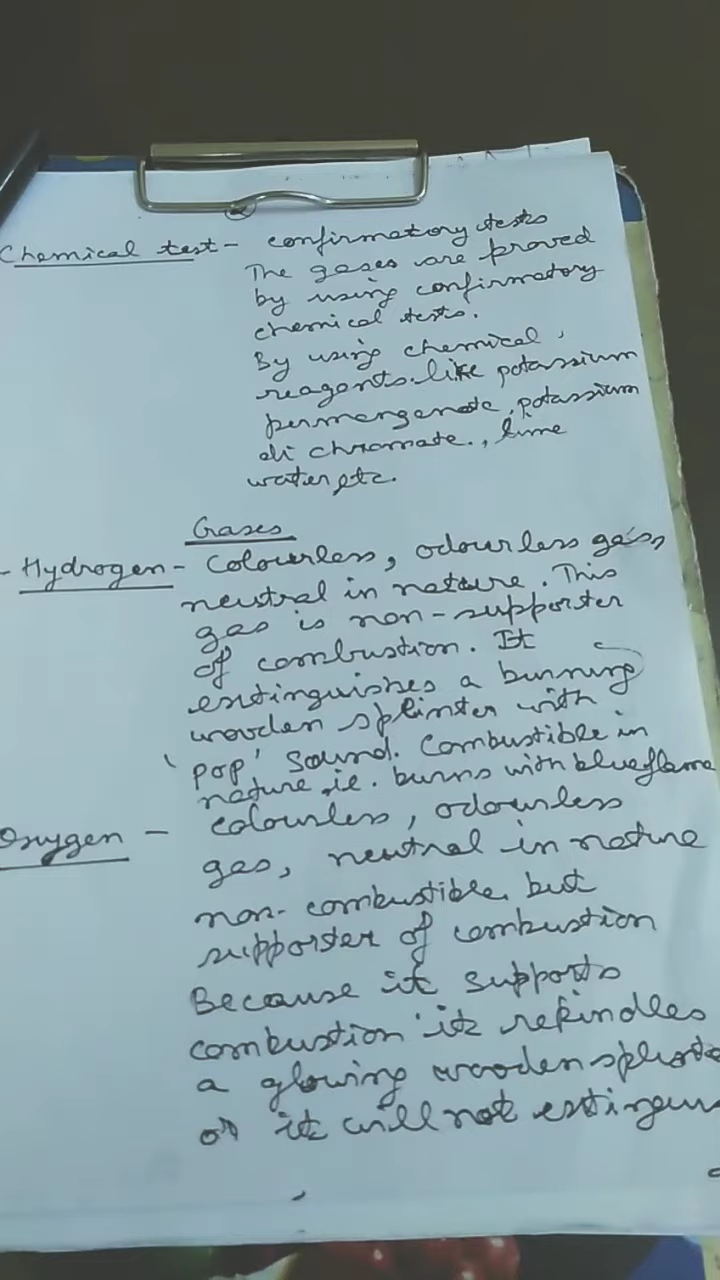 Chemical test - confirmatory tests
The gases are proved
by using confirmatory
chemical tests.
By using chemical
reagents. like potassium
permanganate, potassium
di chromate., lime
water etc.
Gases
- Hydrogen - Colourless, odourless gas,
neutral in nature. This
gas is non-supporter
of combustion. It
extinguishes a burning
wooden splinter with
'pop' sound. Combustible in
nature ie. burns with blue flame
Oxygen - colourless, odourless
gas, neutral in nature
non-combustible, but
supporter of combustion
Because it supports
combustion it rekindles
a glowing wooden
or it will not